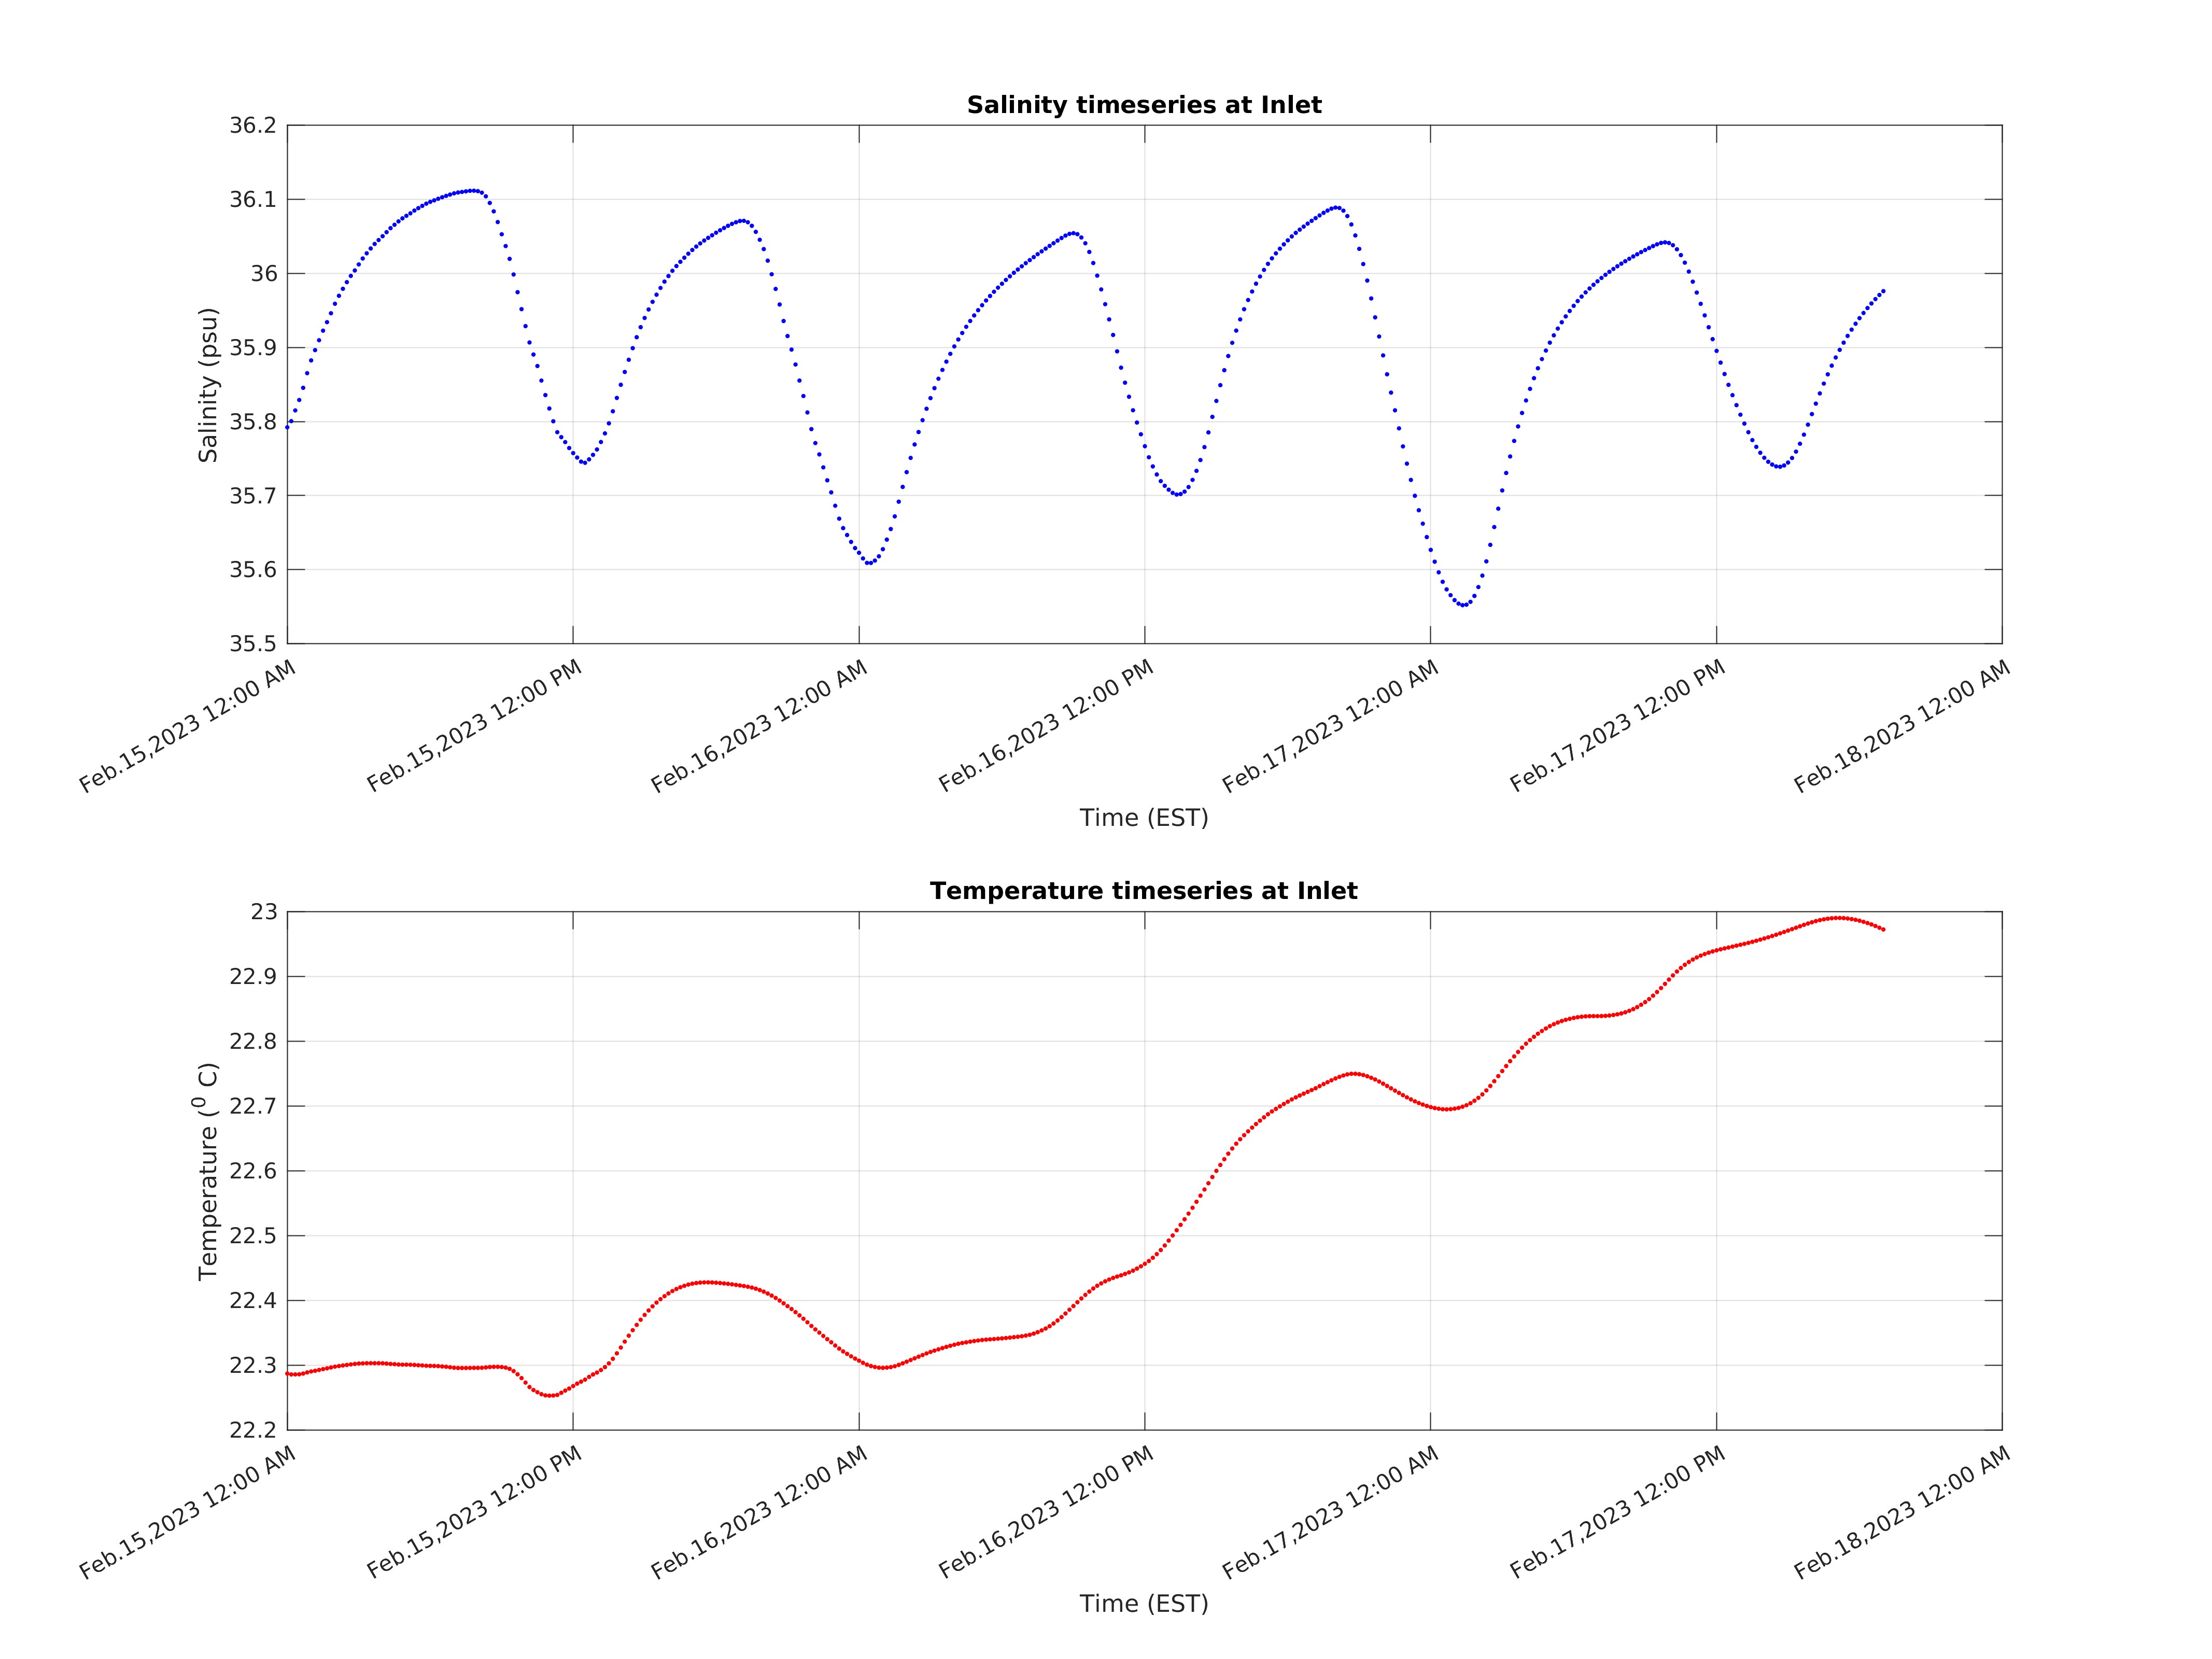 Salinity timeseries at Inlet
36.2
36.1
36
35.9
35.8
35.7
35.6
35.5
Salinity (psu)
Feb.15,2023 12:00 AM
Feb.15,2023 12:00 PM
Feb.16,2023 12:00 AM
Feb.16,2023 12:00 PM
Feb.17,2023 12:00 AM
Feb.17,2023 12:00 PM
Feb.18,2023 12:00 AM
Time (EST)
Temperature timeseries at Inlet
23
22.9
22.8
22.7
22.6
22.5
22.4
22.3
22.2
Temperature (⁰ C)
Feb.15,2023 12:00 AM
Feb.15,2023 12:00 PM
Feb.16,2023 12:00 AM
Feb.16,2023 12:00 PM
Feb.17,2023 12:00 AM
Feb.17,2023 12:00 PM
Feb.18,2023 12:00 AM
Time (EST)